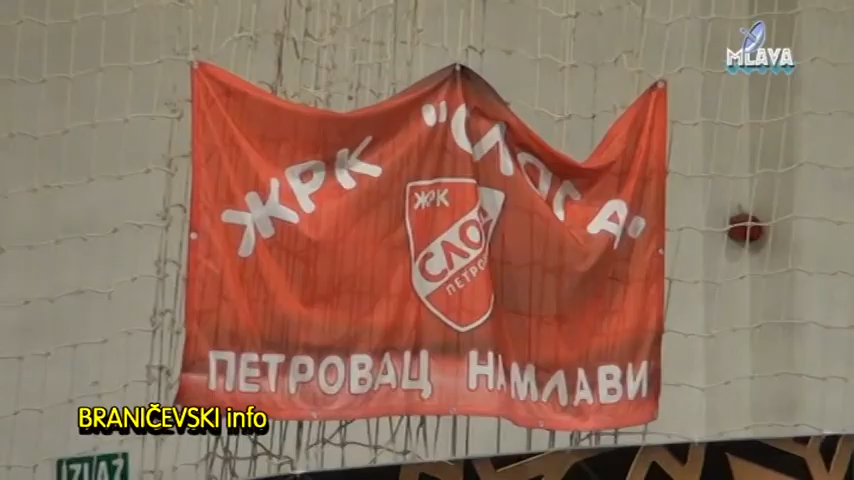 MLAVA
ЖРК "СЛОГА"
ЖРК
СЛОГА
ПЕТРОВАЦ НА МЛАВИ
BRANIČEVSKI info
IZLAZ